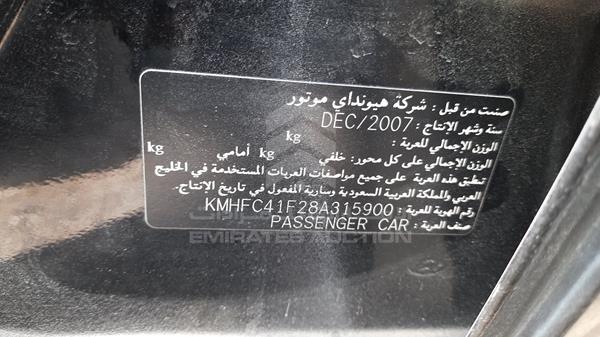 صنعت من قبل : شركة هيونداي موتور
سنة وشهر الإنتاج : DEC/2007
الوزن الإجمالي للعربة : kg
الوزن الإجمالي على كل محور: خلفي kg أمامي kg
تنطبق هذه العربة على جميع مواصفات العربات المستخدمة في الخليج
العربي والمملكة العربية السعودية وسارية المفعول في تاريخ الإنتاج.
رقم الهوية للعربة : KMHFC41F28A315900
صنف العربة : PASSENGER CAR
EMIRATES AUCTION